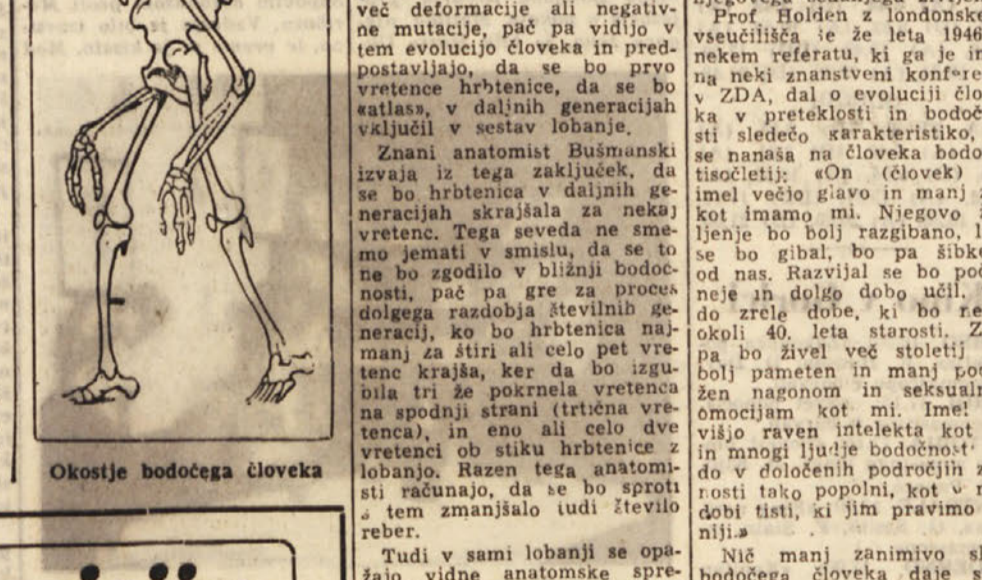 Okostje bodočega človeka
več deformacije ali negativ-
ne mutacije, pač pa vidijo v
tem evolucijo človeka in pred-
postavljajo, da se bo prvo
vretence hrbtenice, da se bo
«atlas», v daljnih generacijah
vključil v sestav lobanje.
Znani anatomist Bušmanski
izvaja iz tega zaključek, da
se bo hrbtenica v daljnih ge-
neracijah skrajšala za nekaj
vretenc. Tega seveda ne sme-
mo jemati v smislu, da se to
ne bo zgodilo v bližnji bodoč-
nosti, pač pa gre za proces
dolgega razdobja številnih ge-
neracij, ko bo hrbtenica naj-
manj za štiri ali celo pet vre-
tenc krajša, ker da bo izgu-
bila tri že pokrnela vretenca
na spodnji strani (trtična vre-
tenca), in eno ali celo dve
vretenci ob stiku hrbtenice z
lobanjo. Razen tega anatomi-
sti računajo, da se bo sproti
s tem zmanjšalo tudi število
reber.
Tudi v sami lobanji se opa-
žajo vidne anatomske spre-
Prof. Holden z londonske
vseučilišča je že leta 1946
nekem referatu, ki ga je
na neki znanstveni
v ZDA, dal o evoluciji
ka v preteklosti in
sti sledečo karakteristiko,
se nanaša na človeka
tisočletij: «On (človek)
imel večjo glavo in manj
kot imamo mi. Njegovo
ljenje bo bolj razgibano,
se bo gibal, bo pa
od nas. Razvijal se bo
neje in dolgo dobo učil.
do zrele dobe, ki bo
okoli 40. leta starosti.
pa bo živel več stoletij
bolj pameten in manj
žen nagonom in
emocijam kot mi. Imel
višjo raven intelekta kot
in mnogi ljudje
do v določenih področjih
nosti tako popolni, kot v
dobi tisti, ki jim pravimo
niji.»
Nič manj zanimivo
bodočega človeka daje